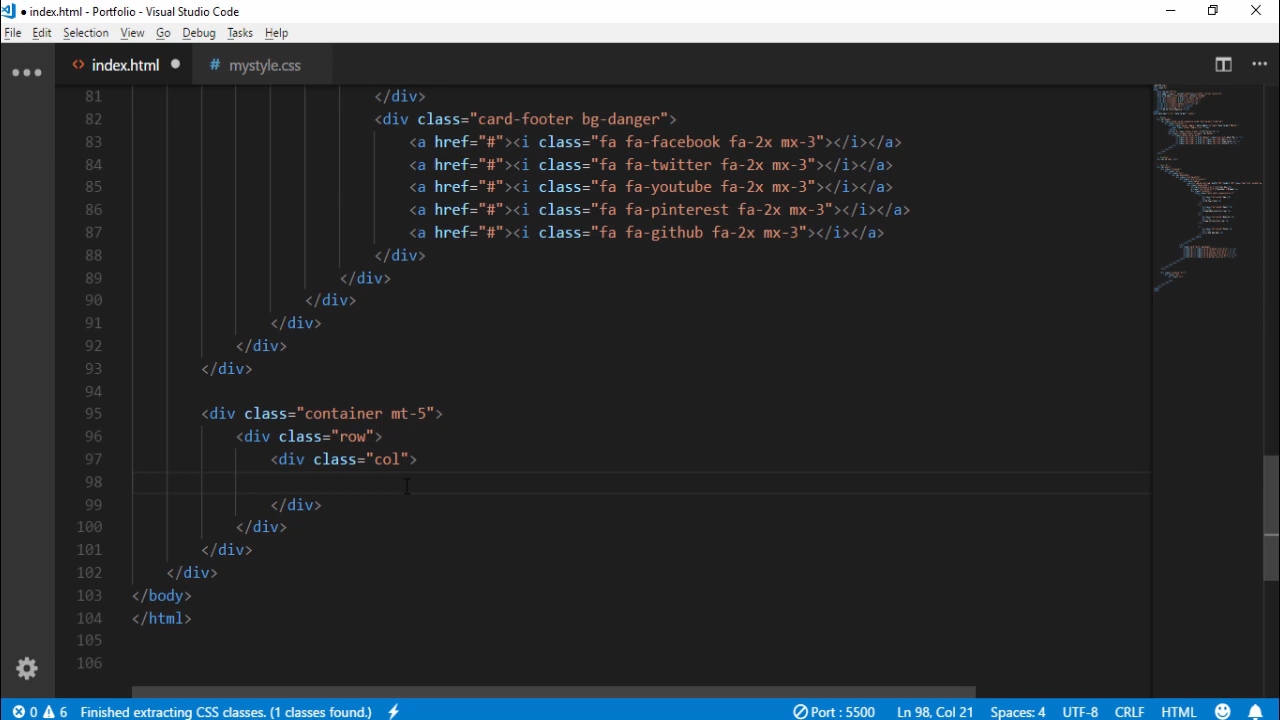 ● index.html - Portfolio - Visual Studio Code
File Edit Selection View Go Debug Tasks Help
<> index.html ● # mystyle.css
81 </div>
82 <div class="card-footer bg-danger">
83 <a href="#"><i class="fa fa-facebook fa-2x mx-3"></i></a>
84 <a href="#"><i class="fa fa-twitter fa-2x mx-3"></i></a>
85 <a href="#"><i class="fa fa-youtube fa-2x mx-3"></i></a>
86 <a href="#"><i class="fa fa-pinterest fa-2x mx-3"></i></a>
87 <a href="#"><i class="fa fa-github fa-2x mx-3"></i></a>
88 </div>
89 </div>
90 </div>
91 </div>
92 </div>
93 </div>
94
95 <div class="container mt-5">
96 <div class="row">
97 <div class="col">
98
99 </div>
100 </div>
101 </div>
102 </div>
103 </body>
104 </html>
105
106
0 6 Finished extracting CSS classes. (1 classes found.) Port : 5500 Ln 98, Col 21 Spaces: 4 UTF-8 CRLF HTML